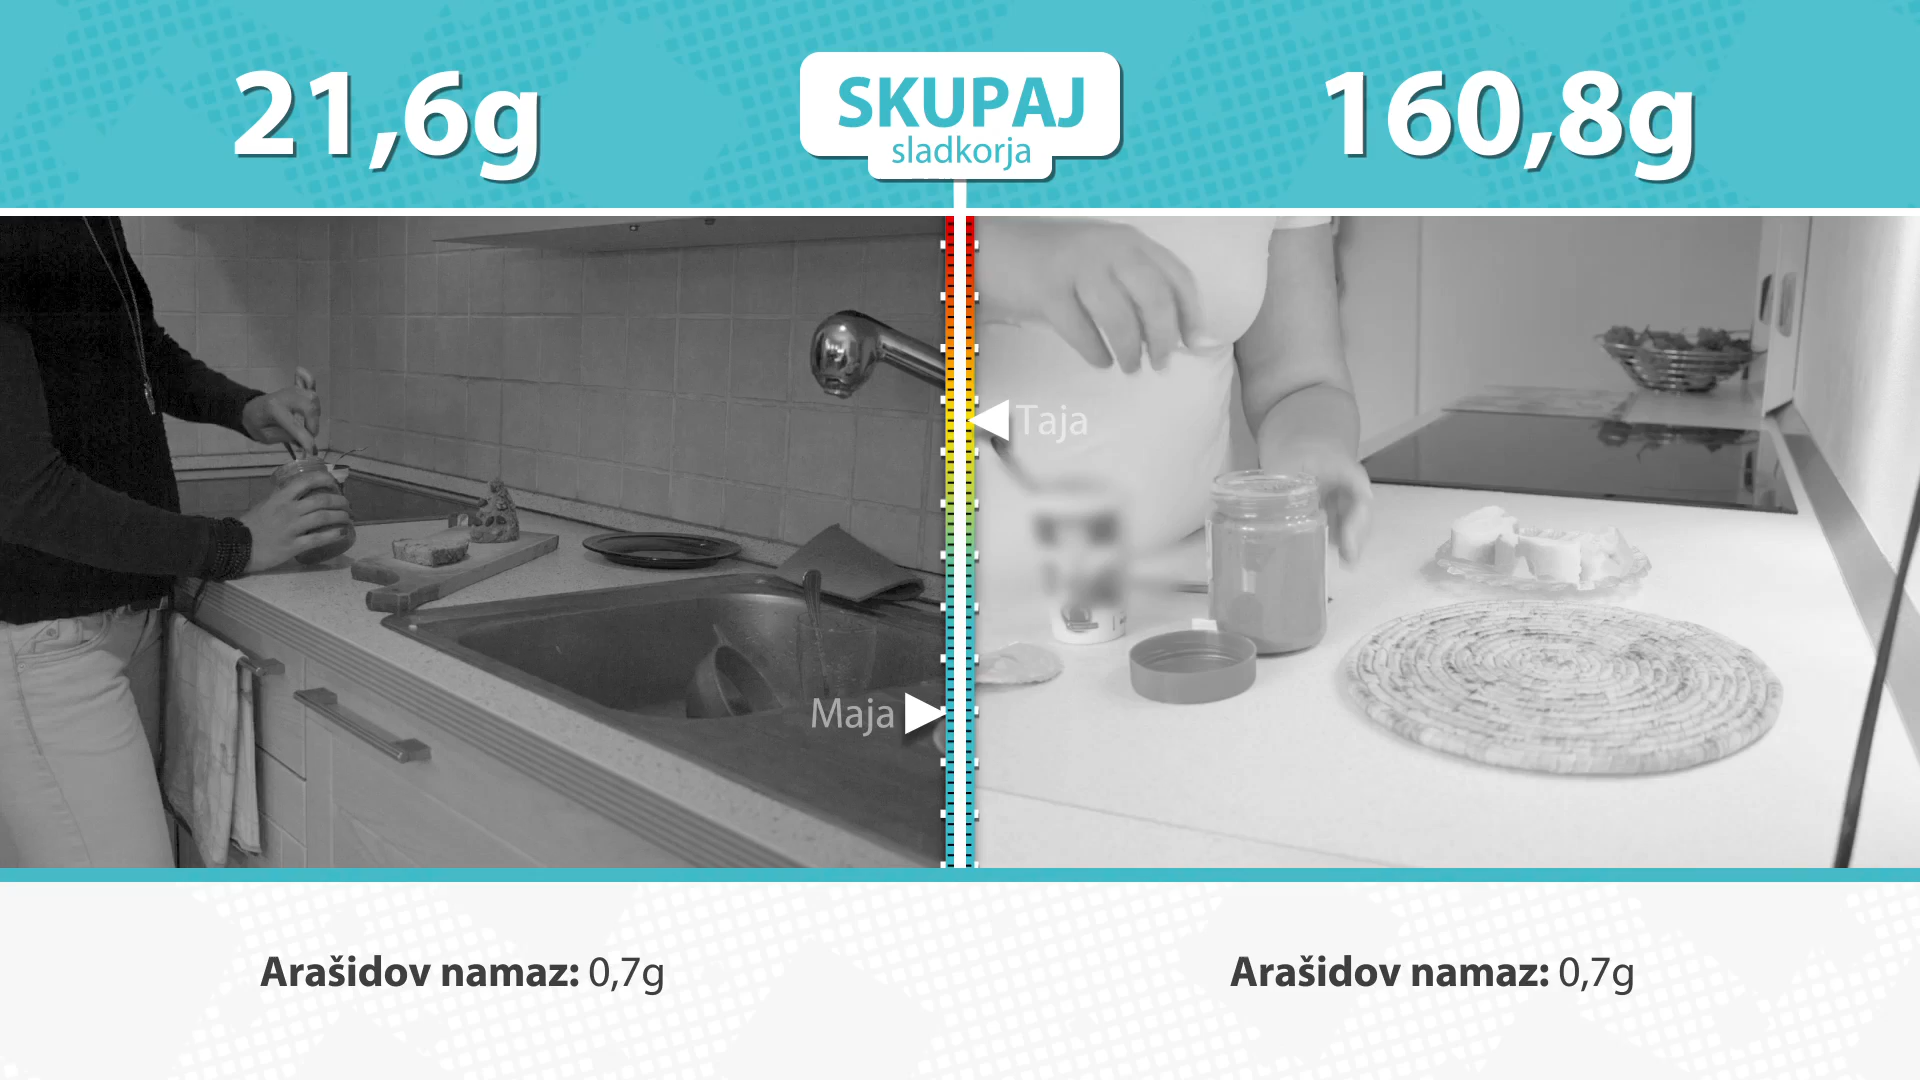 21,6g
SKUPAJ
sladkorja
160,8g
Taja
Maja
Arašidov namaz: 0,7g
Arašidov namaz: 0,7g